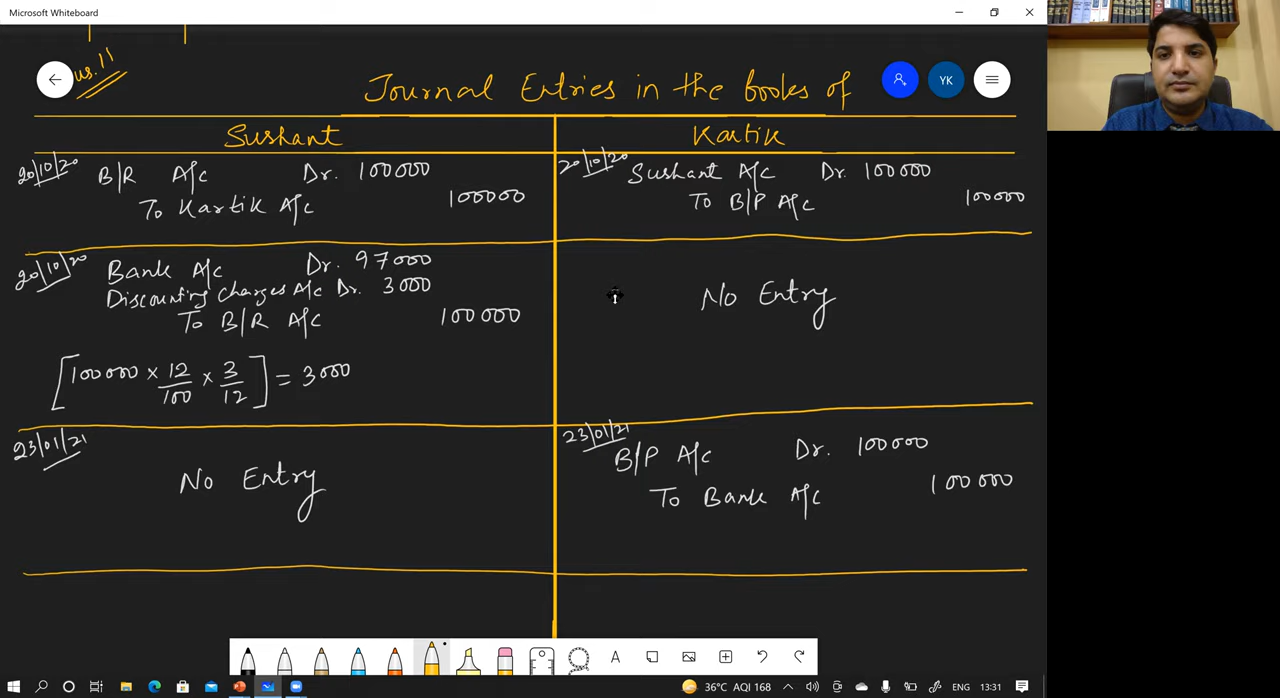 Microsoft Whiteboard
us.11
Journal Entries in the books of
YK
Sushant
Kartik
20/10/20 B/R A/c Dr. 100000
To Kartik A/c 100000
20/10/20 Sushant A/c Dr. 100000
To B/P A/c 100000
20/10/20 Bank A/c Dr. 97000
Discounting Charges A/c Dr. 3000
To B/R A/c 100000
[100000 × 12/100 × 3/12] = 3000
No Entry
23/01/21
No Entry
23/01/21
B/P A/c Dr. 100000
To Bank A/c 100000
36°C AQI 168
ENG
13:31